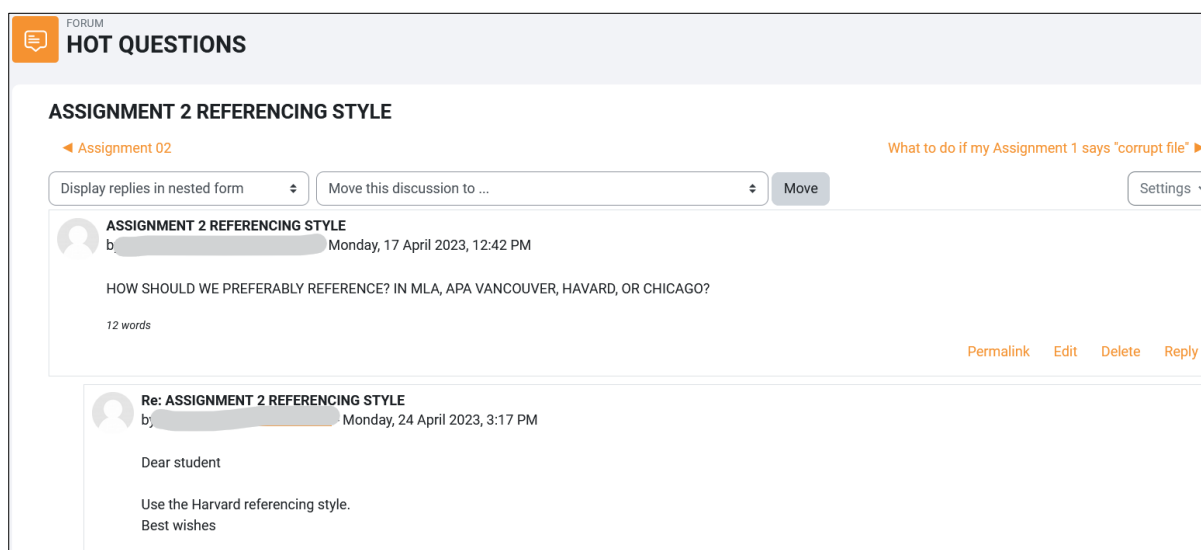 FORUM
HOT QUESTIONS
ASSIGNMENT 2 REFERENCING STYLE
◄ Assignment 02
What to do if my Assignment 1 says "corrupt file" ►
Display replies in nested form
Move this discussion to ...
Move
Settings
ASSIGNMENT 2 REFERENCING STYLE
by Monday, 17 April 2023, 12:42 PM
HOW SHOULD WE PREFERABLY REFERENCE? IN MLA, APA VANCOUVER, HAVARD, OR CHICAGO?
12 words
Permalink Edit Delete Reply
Re: ASSIGNMENT 2 REFERENCING STYLE
by Monday, 24 April 2023, 3:17 PM
Dear student
Use the Harvard referencing style.
Best wishes